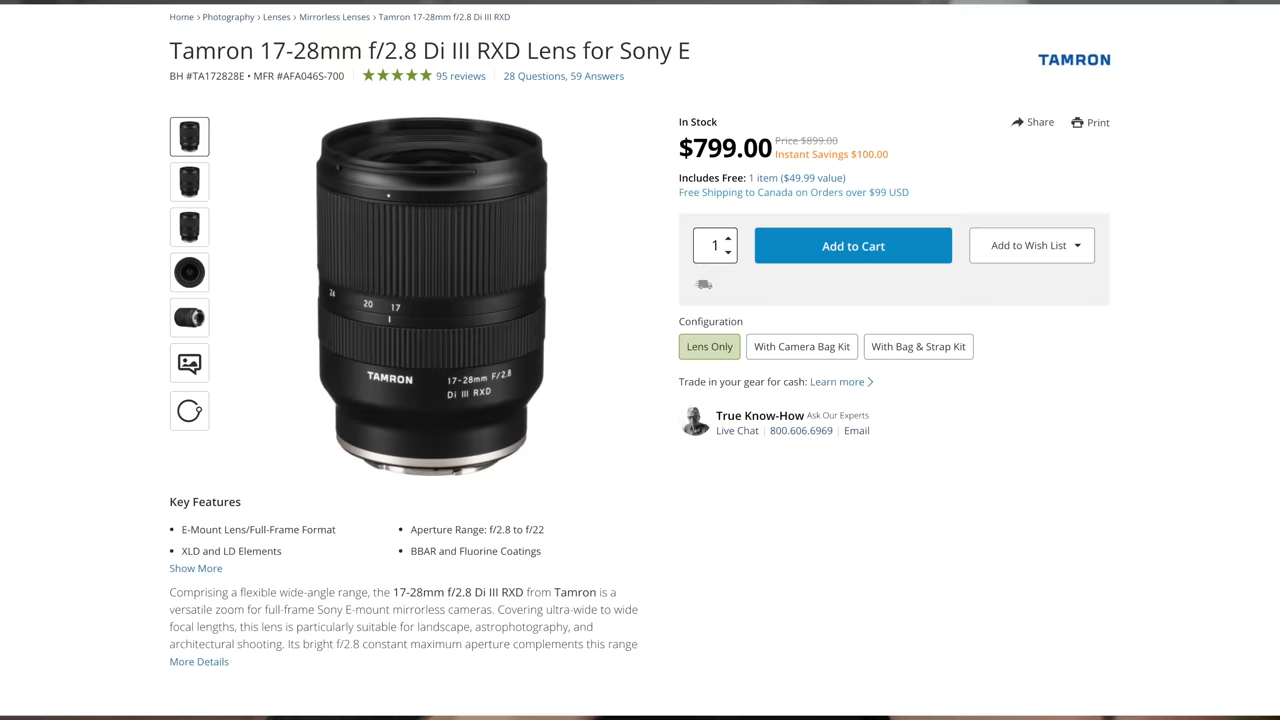 Home › Photography › Lenses › Mirrorless Lenses › Tamron 17-28mm f/2.8 Di III RXD
Tamron 17-28mm f/2.8 Di III RXD Lens for Sony E
BH #TA172828E • MFR #AFA046S-700
95 reviews
28 Questions, 59 Answers
TAMRON
In Stock
Share
Print
$799.00
Price $899.00
Instant Savings $100.00
Includes Free: 1 item ($49.99 value)
Free Shipping to Canada on Orders over $99 USD
1
Add to Cart
Add to Wish List
Configuration
Lens Only
With Camera Bag Kit
With Bag & Strap Kit
Trade in your gear for cash: Learn more
True Know-How Ask Our Experts
Live Chat | 800.606.6969 | Email
20 17
TAMRON
17-28mm F/2.8
Di III RXD
Key Features
• E-Mount Lens/Full-Frame Format
• Aperture Range: f/2.8 to f/22
• XLD and LD Elements
• BBAR and Fluorine Coatings
Show More
Comprising a flexible wide-angle range, the 17-28mm f/2.8 Di III RXD from Tamron is a
versatile zoom for full-frame Sony E-mount mirrorless cameras. Covering ultra-wide to wide
focal lengths, this lens is particularly suitable for landscape, astrophotography, and
architectural shooting. Its bright f/2.8 constant maximum aperture complements this range
More Details